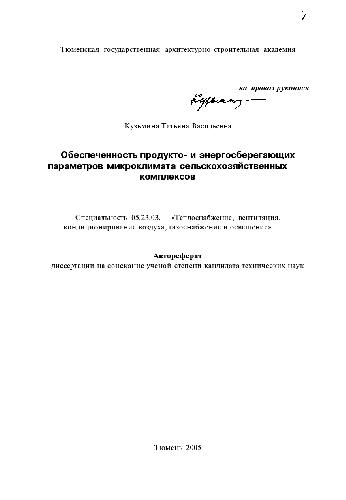 Тюменская государственная архитектурно строительная академия
на правах рукописи
Кузьмина Татьяна Васильевна
Обеспеченность продукто- и энергосберегающих
параметров микроклимата сельскохозяйственных
комплексов
Специальность 05.23.03. «Теплоснабжение, вентиляция,
кондиционирование воздуха, газоснабжение и освещение»
Автореферат
диссертации на соискание ученой степени кандидата технических наук
Тюмень 2005